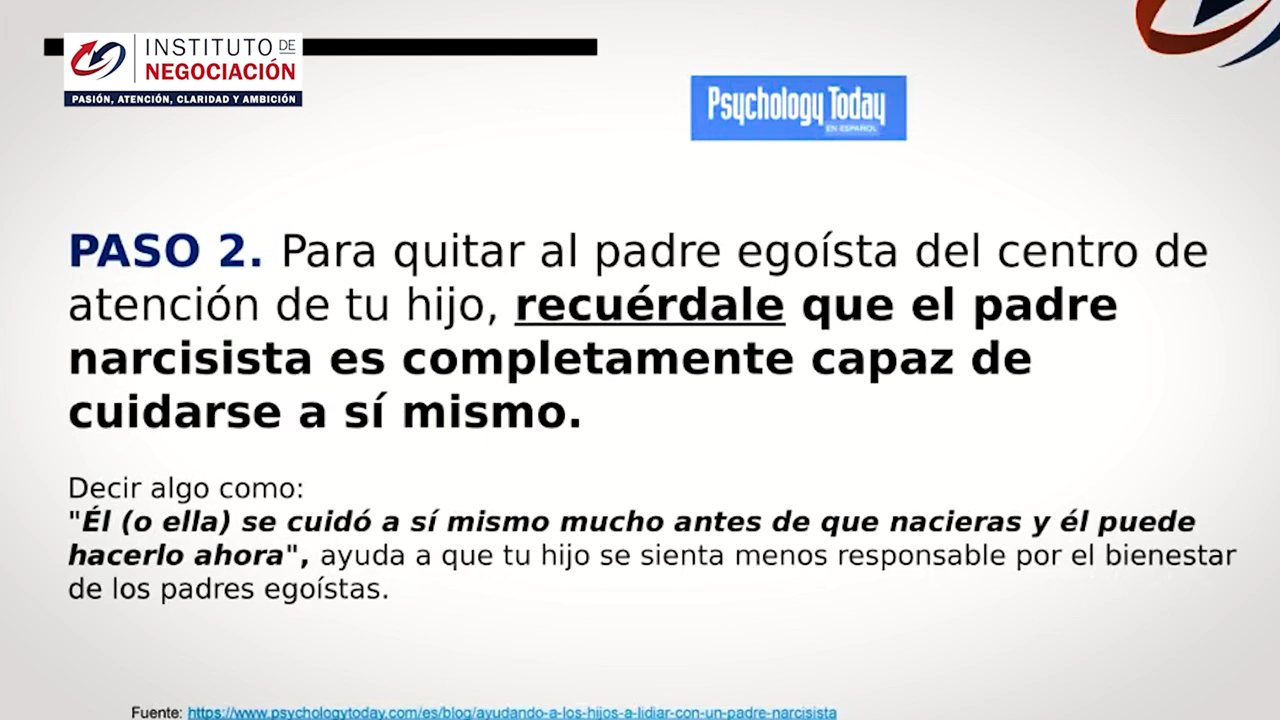 INSTITUTO DE
NEGOCIACIÓN
PASIÓN, ATENCIÓN, CLARIDAD Y AMBICIÓN
Psychology Today
EN ESPAÑOL
PASO 2. Para quitar al padre egoísta del centro de
atención de tu hijo, recuérdale que el padre
narcisista es completamente capaz de
cuidarse a sí mismo.
Decir algo como:
"Él (o ella) se cuidó a sí mismo mucho antes de que nacieras y él puede
hacerlo ahora", ayuda a que tu hijo se sienta menos responsable por el bienestar
de los padres egoístas.
Fuente: https://www.psychologytoday.com/es/blog/ayudando-a-los-hijos-a-lidiar-con-un-padre-narcisista